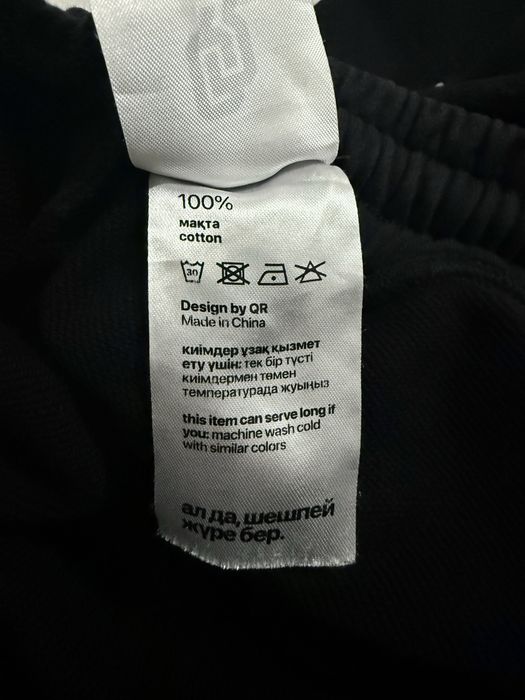 100%
мақта
cotton
30
Design by QR
Made in China
киімдер ұзақ қызмет
ету үшін: тек бір түсті
киімдермен төмен
температурада жуыңыз
this item can serve long if
you: machine wash cold
with similar colors
ал да, шешпей
жүре бер.